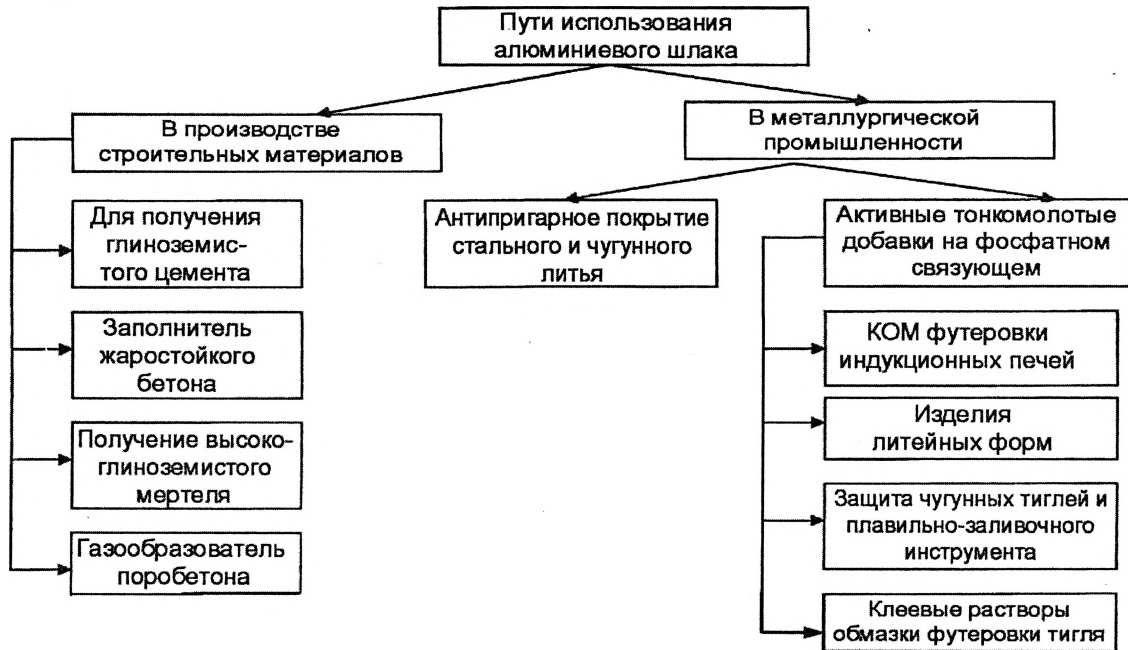 Пути использования
алюминиевого шлака
В производстве
строительных материалов
В металлургической
промышленности
Для получения
глиноземис-
того цемента
Заполнитель
жаростойкого
бетона
Получение высоко-
глиноземистого
мертеля
Газообразователь
поробетона
Антипригарное покрытие
стального и чугунного
литья
Активные тонкомолотые
добавки на фосфатном
связующем
КОМ футеровки
индукционных печей
Изделия
литейных форм
Защита чугунных тиглей и
плавильно-заливочного
инструмента
Клеевые растворы
обмазки футеровки тигля